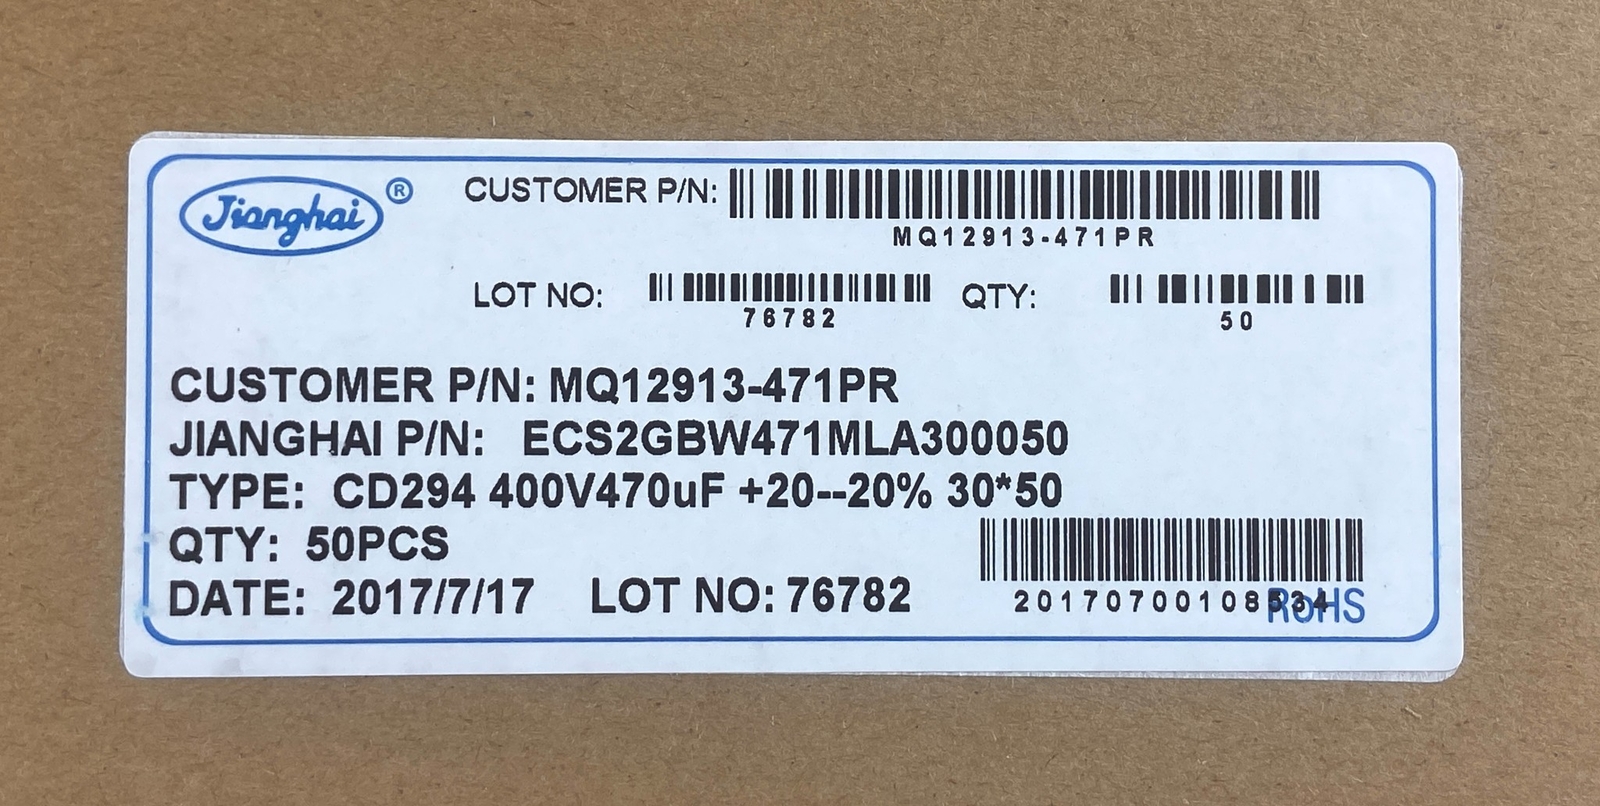 Jianghai ®
CUSTOMER P/N:
MQ12913-471PR
LOT NO:
76782
QTY:
50
CUSTOMER P/N: MQ12913-471PR
JIANGHAI P/N: ECS2GBW471MLA300050
TYPE: CD294 400V470uF +20--20% 30*50
QTY: 50PCS
DATE: 2017/7/17 LOT NO: 76782
20170700108534
RoHS